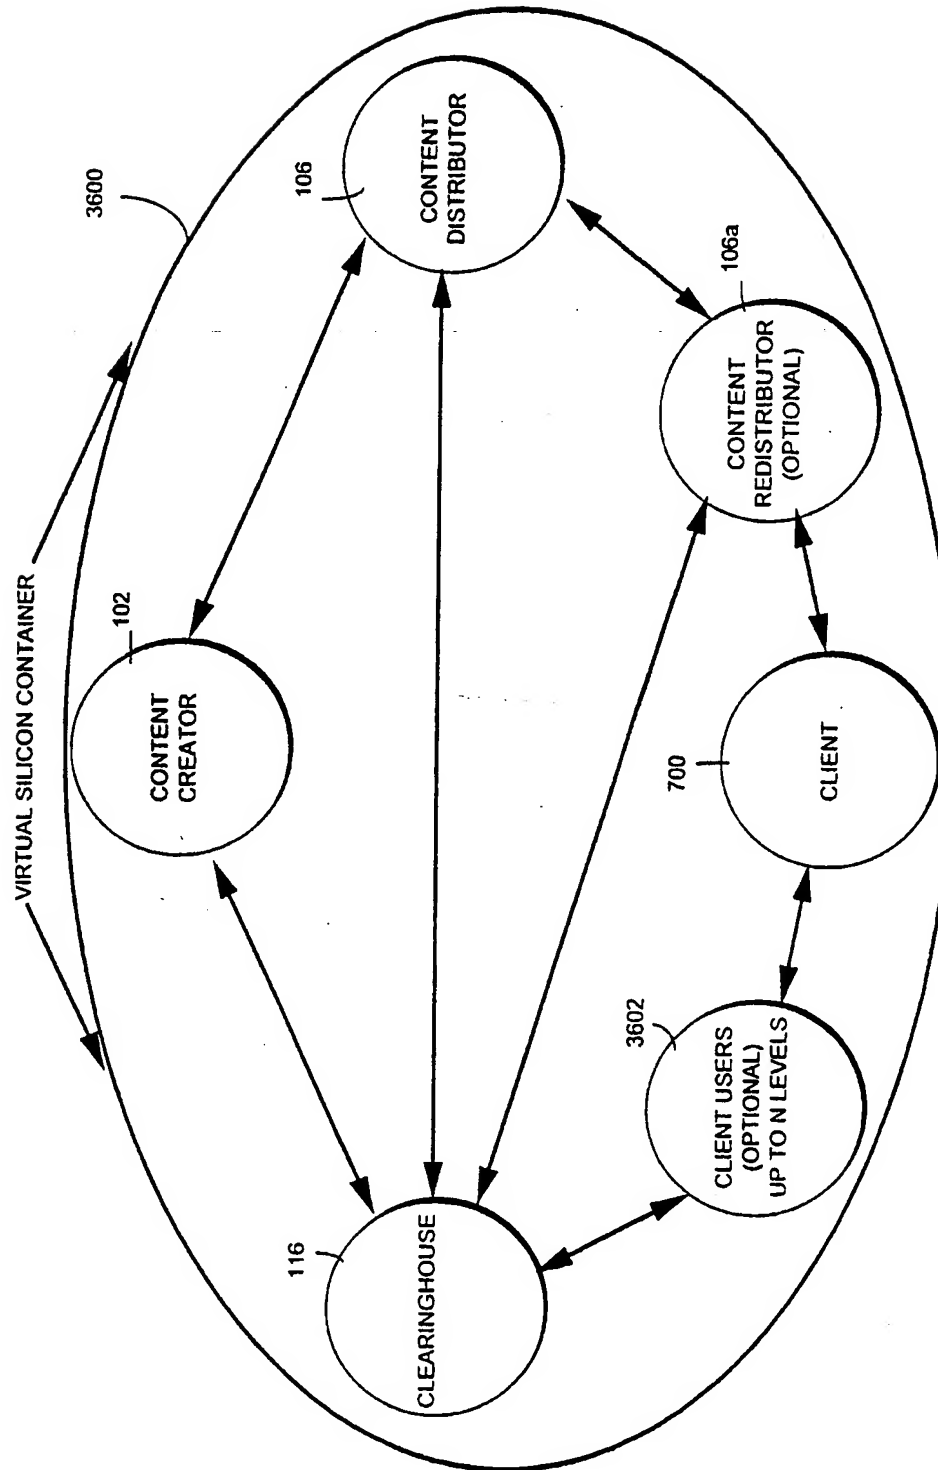 VIRTUAL SILICON CONTAINER
3600
102
CONTENT
CREATOR
106
CONTENT
DISTRIBUTOR
116
CLEARINGHOUSE
106a
CONTENT
REDISTRIBUTOR
(OPTIONAL)
3602
CLIENT USERS
(OPTIONAL)
UP TO N LEVELS
700
CLIENT